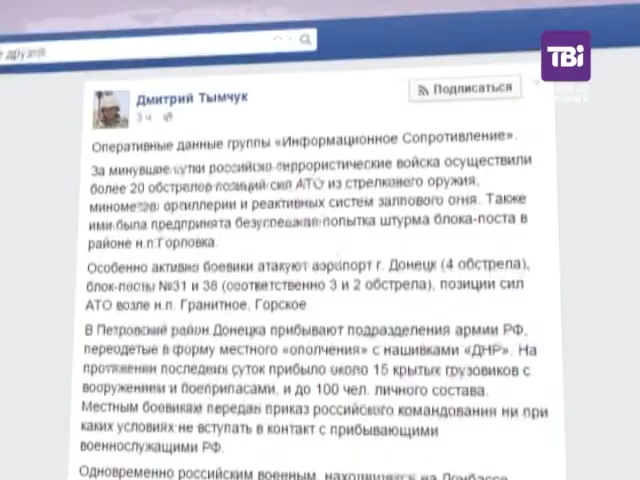 друзей
ТВi
Дмитрий Тымчук
Подписаться
3 ч
Оперативные данные группы «Информационное Сопротивление».
За минувшие сутки российско-террористические войска осуществили
более 20 обстрелов позиций сил АТО из стрелкового оружия,
минометов, артиллерии и реактивных систем залпового огня. Также
ими была предпринята безуспешная попытка штурма блока-поста в
районе н.п.Горловка.
Особенно активно боевики атакуют аэропорт г. Донецк (4 обстрела),
блок-посты №31 и 38 (соответственно 3 и 2 обстрела), позиции сил
АТО возле н.п. Гранитное, Горское.
В Петровский район Донецка прибывают подразделения армии РФ,
переодетые в форму местного «ополчения» с нашивками «ДНР». На
протяжении последних суток прибыло около 15 крытых грузовиков с
вооружением и боеприпасами, и до 100 чел. личного состава.
Местным боевикам передан приказ российского командования ни при
каких условиях не вступать в контакт с прибывающими
военнослужащими РФ.
Одновременно российским военным, находящимся на Донбассе